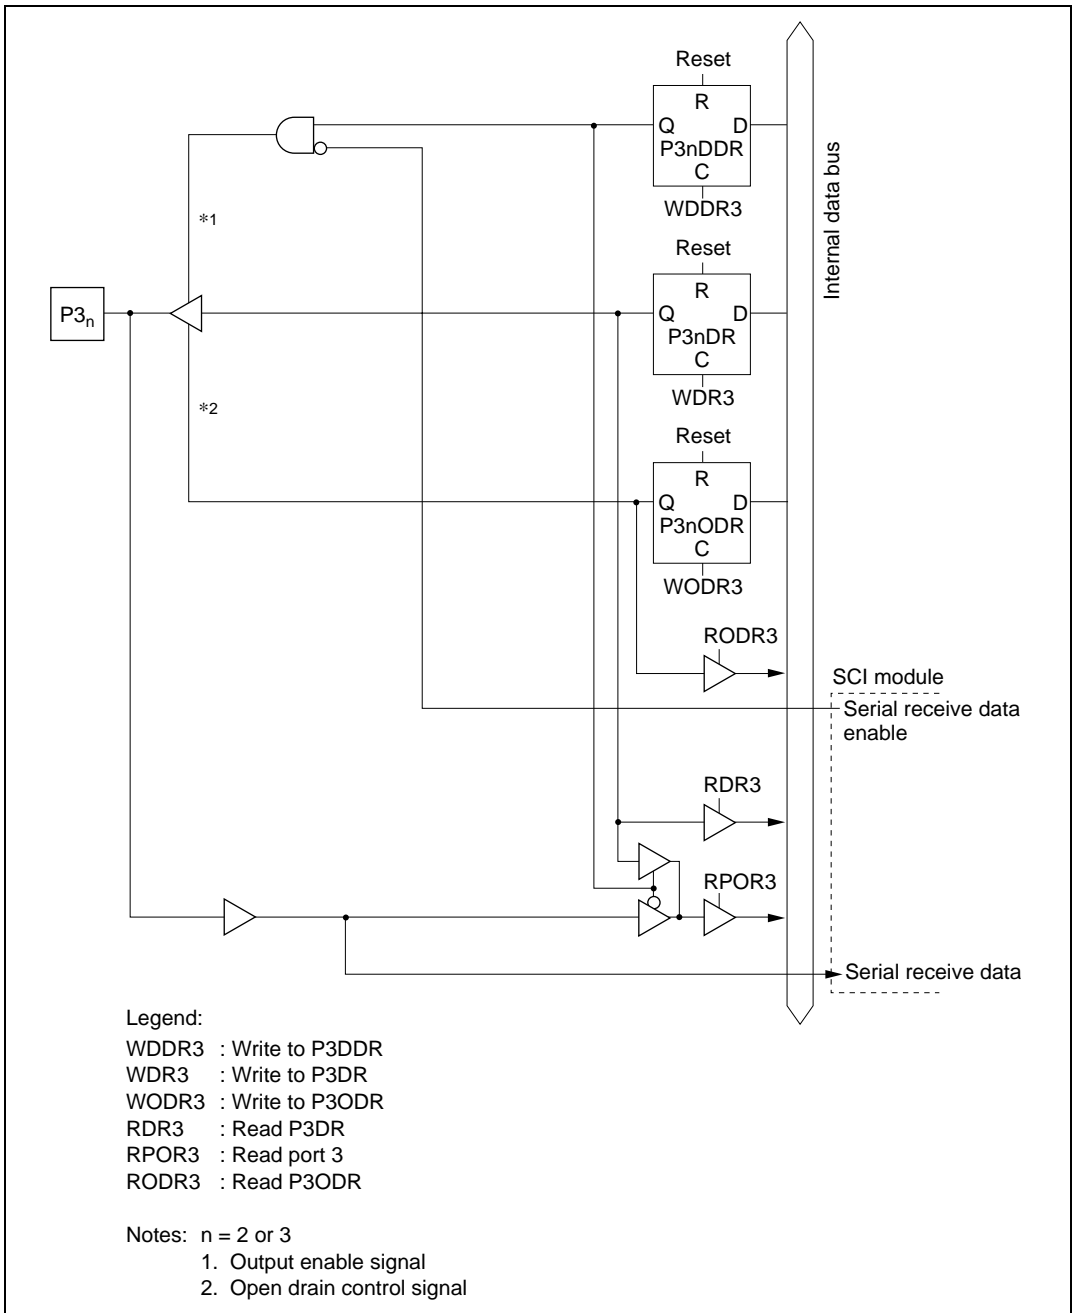 Reset
R
Q D
P3nDDR
C
WDDR3
Internal data bus
*1
Reset
R
P3n
Q D
P3nDR
C
WDR3
*2
Reset
R
Q D
P3nODR
C
WODR3
RODR3
SCI module
Serial receive data
enable
RDR3
RPOR3
Serial receive data
Legend:
WDDR3 : Write to P3DDR
WDR3 : Write to P3DR
WODR3 : Write to P3ODR
RDR3 : Read P3DR
RPOR3 : Read port 3
RODR3 : Read P3ODR
Notes: n = 2 or 3
1. Output enable signal
2. Open drain control signal